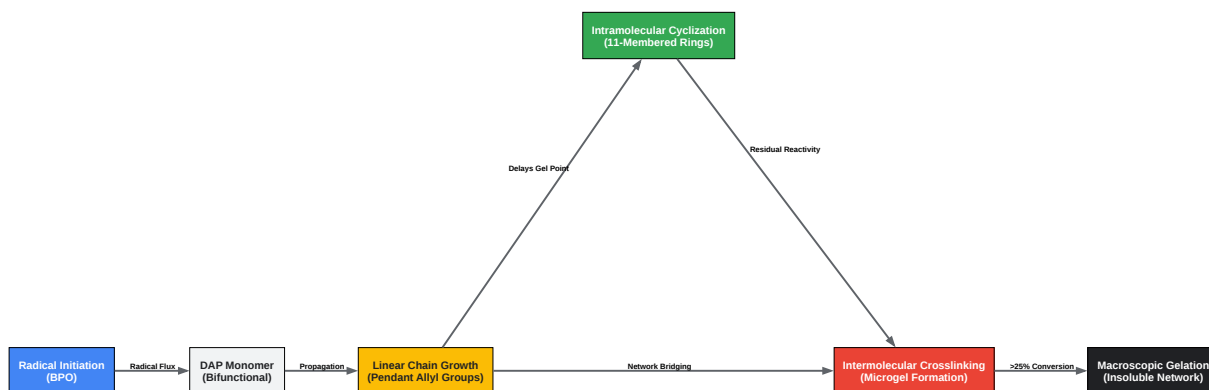 Intramolecular Cyclization
(11-Membered Rings)
Delays Gel Point
Residual Reactivity
Radical Initiation
(BPO)
Radical Flux
DAP Monomer
(Bifunctional)
Propagation
Linear Chain Growth
(Pendant Allyl Groups)
Network Bridging
Intermolecular Crosslinking
(Microgel Formation)
>25% Conversion
Macroscopic Gelation
(Insoluble Network)